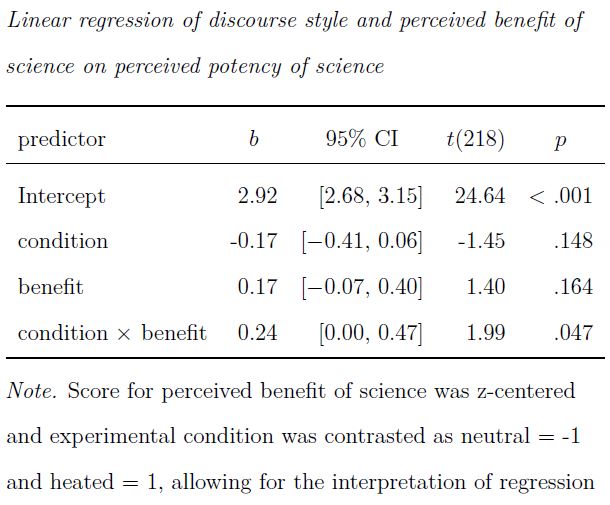 Linear regression of discourse style and perceived benefit of
science on perceived potency of science
predictor b 95% CI t(218) p
Intercept 2.92 [2.68, 3.15] 24.64 < .001
condition -0.17 [−0.41, 0.06] -1.45 .148
benefit 0.17 [−0.07, 0.40] 1.40 .164
condition × benefit 0.24 [0.00, 0.47] 1.99 .047
Note. Score for perceived benefit of science was z-centered
and experimental condition was contrasted as neutral = -1
and heated = 1, allowing for the interpretation of regression